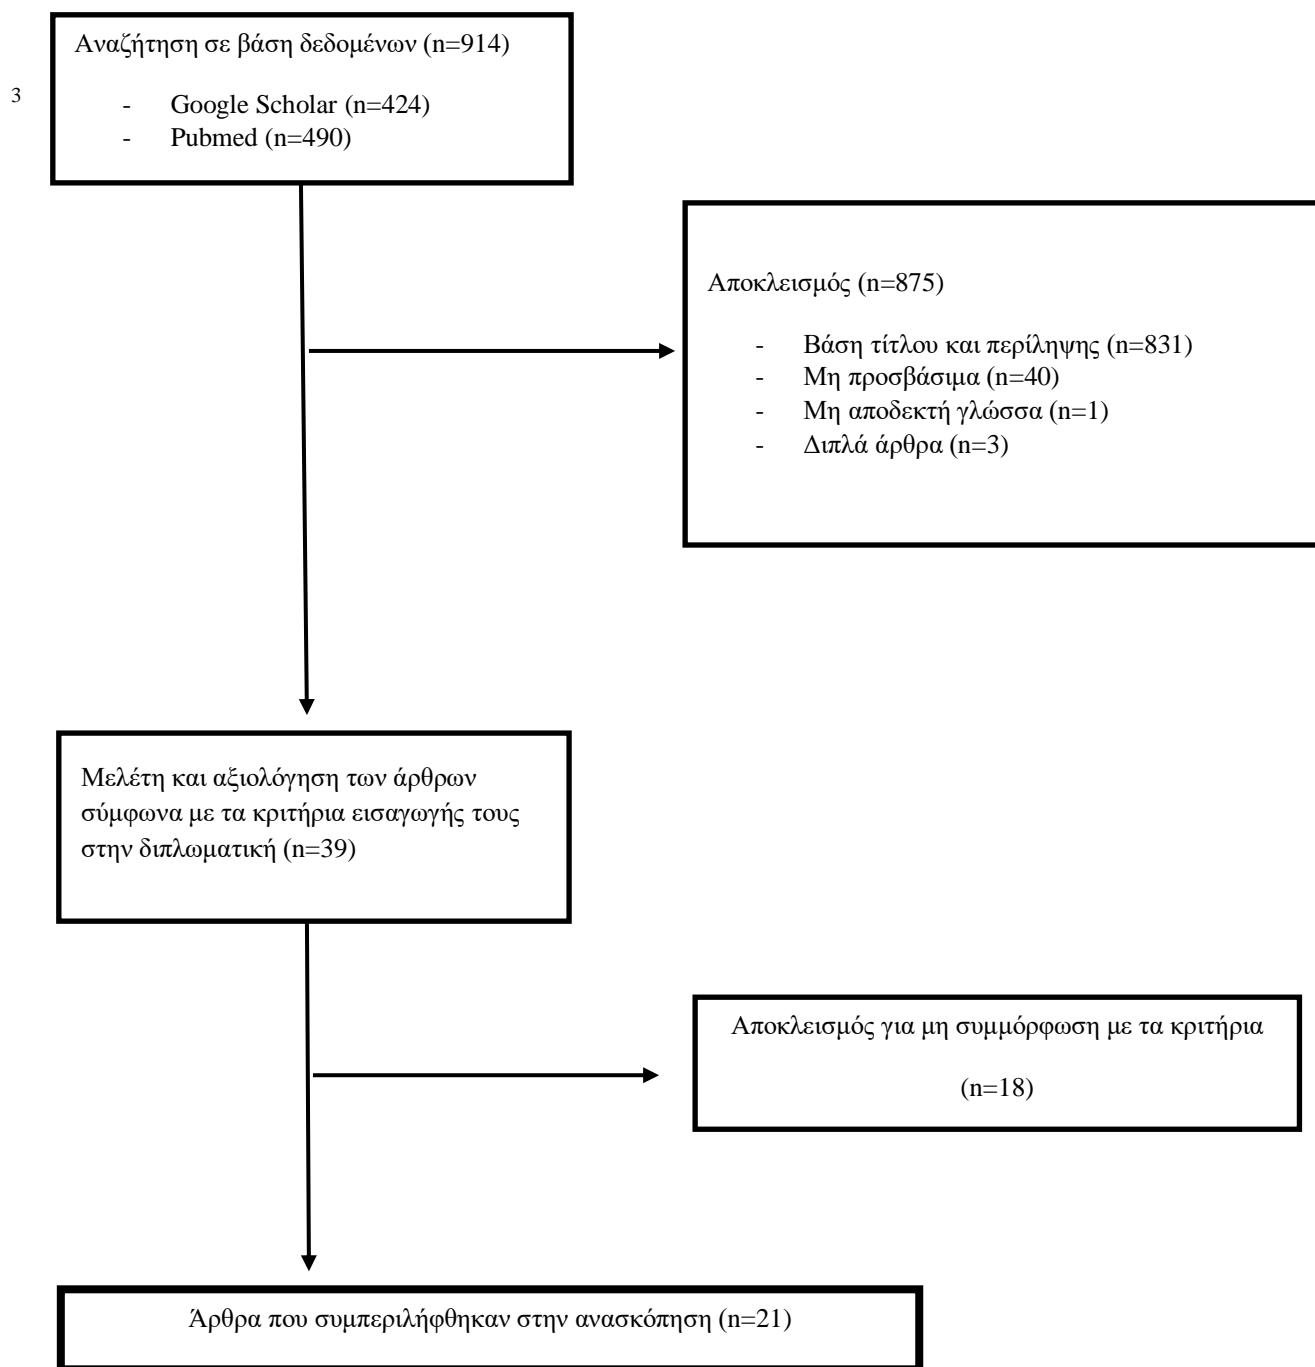 Αναζήτηση σε βάση δεδομένων (n=914)
3
- Google Scholar (n=424)
- Pubmed (n=490)
Αποκλεισμός (n=875)
- Βάση τίτλου και περίληψης (n=831)
- Μη προσβάσιμα (n=40)
- Μη αποδεκτή γλώσσα (n=1)
- Διπλά άρθρα (n=3)
Μελέτη και αξιολόγηση των άρθρων
σύμφωνα με τα κριτήρια εισαγωγής τους
στην διπλωματική (n=39)
Αποκλεισμός για μη συμμόρφωση με τα κριτήρια
(n=18)
Άρθρα που συμπεριλήφθηκαν στην ανασκόπηση (n=21)